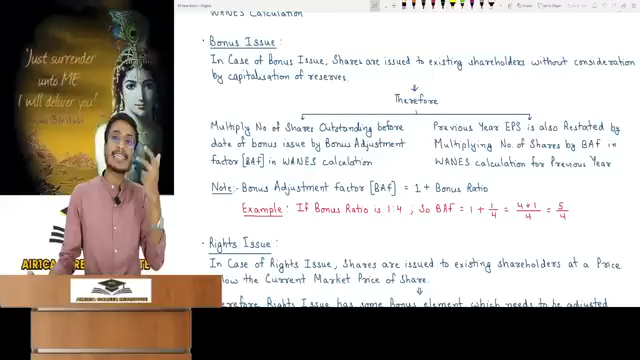 WANES Calculation
• Bonus Issue :
In Case of Bonus Issue, Shares are issued to existing shareholders without consideration
by capitalisation of reserves.
Therefore
Multiply No of Shares Outstanding before
date of bonus issue by Bonus Adjustment
factor [BAf] in WANES calculation
Previous Year EPS is also Restated by
Multiplying No of Shares by BAf in
WANES calculation for Previous Year
Note :- Bonus Adjustment factor [BAf] = 1 + Bonus Ratio
Example : If Bonus Ratio is 1:4 ; So BAf = 1 + 1/4 = 4+1/4 = 5/4
• Rights Issue :
In Case of Rights Issue, Shares are issued to existing shareholders at a Price
below the Current Market Price of Share.
Therefore Rights Issue has some Bonus element which needs to be adjusted
"Just surrender
unto ME
I will deliver you"
AIR1CA CAREER INSTITUTE